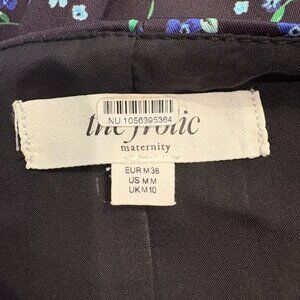 NU 1056395364
the frolic
maternity
EUR M 38
US M M
UK M 10